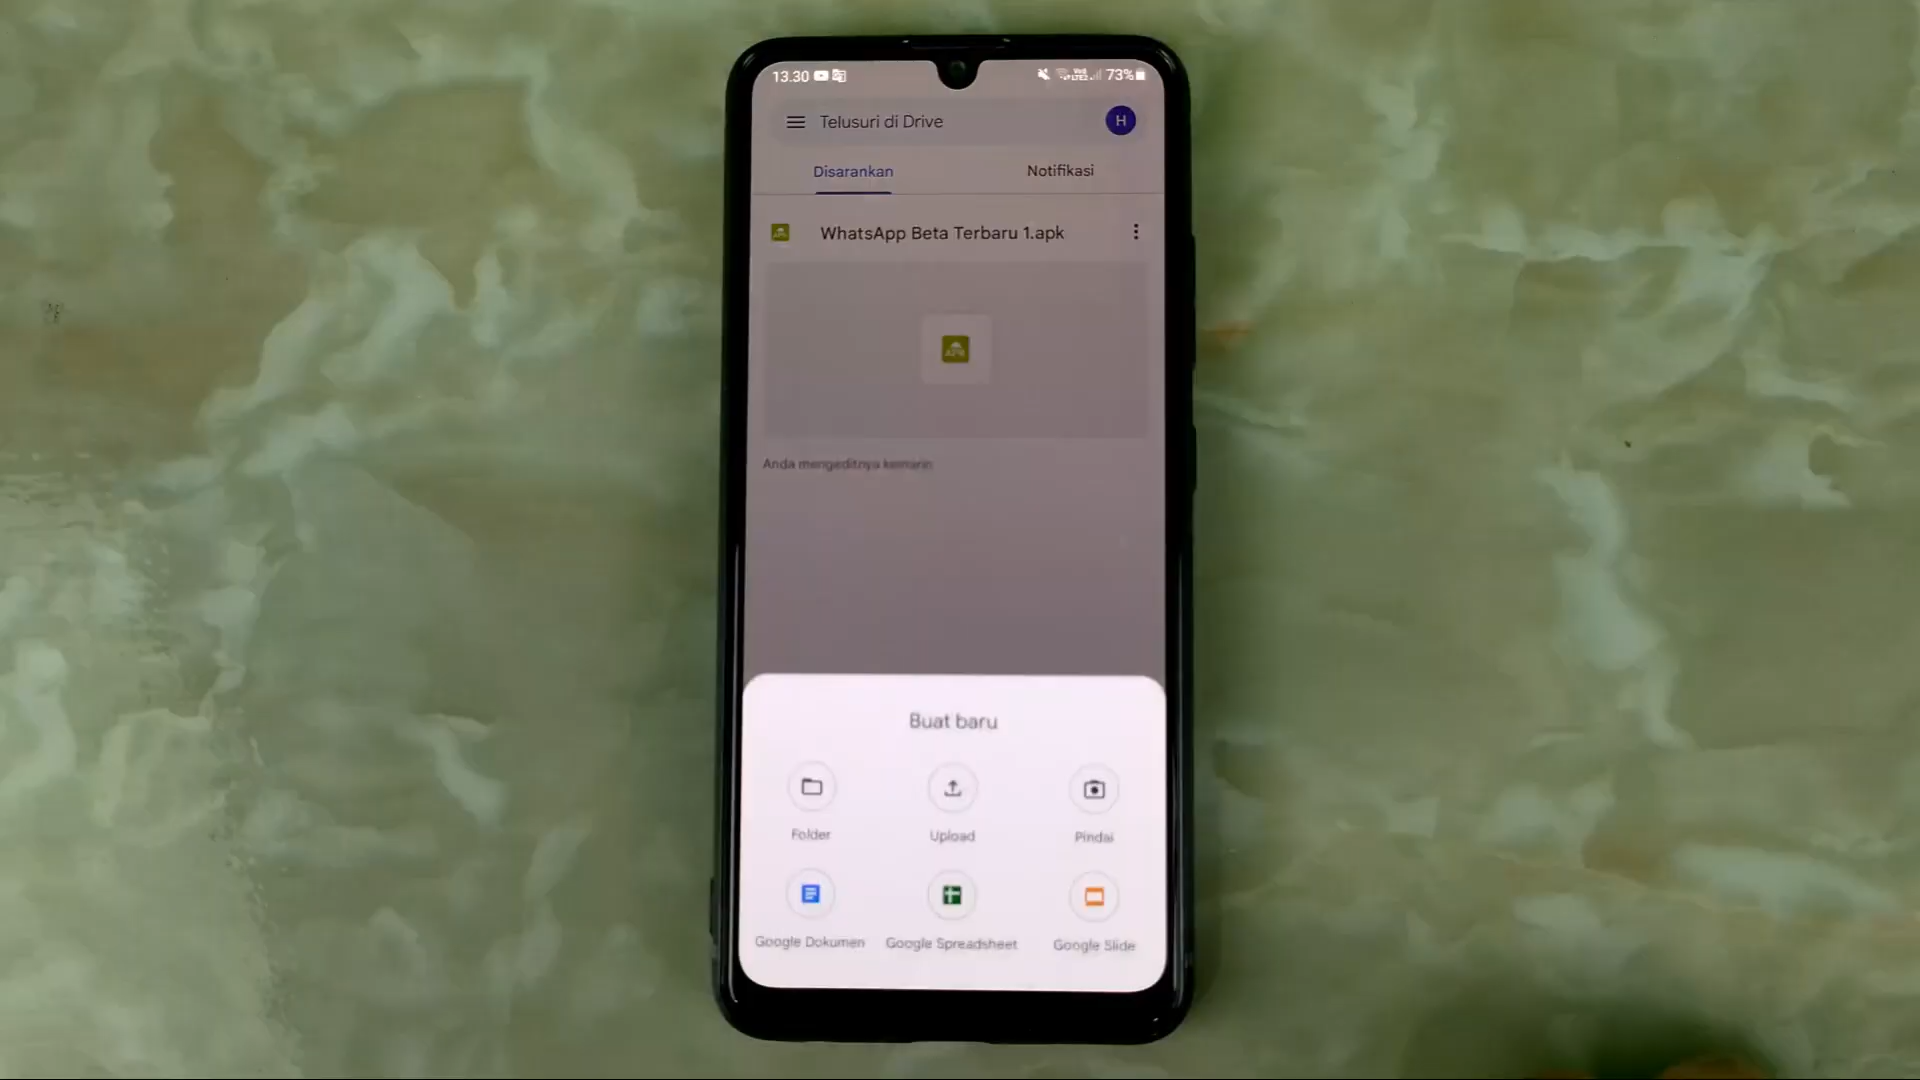 13.30 73%
Telusuri di Drive H
Disarankan Notifikasi
WhatsApp Beta Terbaru 1.apk
Anda mengeditnya kemarin
Buat baru
Folder Upload Pindai
Google Dokumen Google Spreadsheet Google Slide